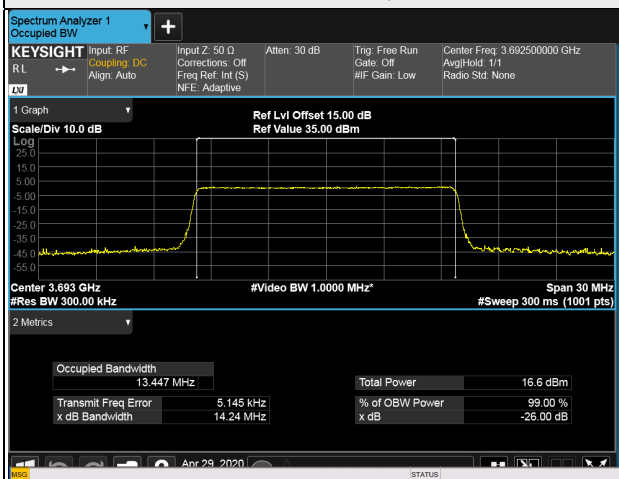 Spectrum Analyzer 1
Occupied BW
KEYSIGHT
Input: RF
Coupling: DC
Align: Auto
Input Z: 50 Ω
Corrections: Off
Freq Ref: Int (S)
NFE: Adaptive
Atten: 30 dB
Trig: Free Run
Gate: Off
#IF Gain: Low
Center Freq: 3.692500000 GHz
Avg|Hold: 1/1
Radio Std: None
R L
LXI
1 Graph
Scale/Div 10.0 dB
Ref Lvl Offset 15.00 dB
Ref Value 35.00 dBm
Log
25.0
15.0
5.00
-5.00
-15.0
-25.0
-35.0
-45.0
-55.0
Center 3.693 GHz
#Video BW 1.0000 MHz*
Span 30 MHz
#Res BW 300.00 kHz
#Sweep 300 ms (1001 pts)
2 Metrics
Occupied Bandwidth
13.447 MHz
Total Power 16.6 dBm
Transmit Freq Error 5.145 kHz
% of OBW Power 99.00 %
x dB Bandwidth 14.24 MHz
x dB -26.00 dB
Apr 29, 2020
MSG
STATUS